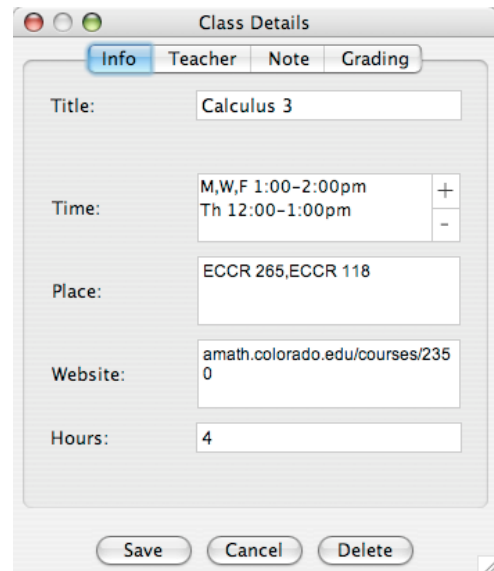 Class Details
Info Teacher Note Grading
Title: Calculus 3
Time: M,W,F 1:00-2:00pm +
Th 12:00-1:00pm -
Place: ECCR 265,ECCR 118
Website: amath.colorado.edu/courses/235
0
Hours: 4
Save Cancel Delete